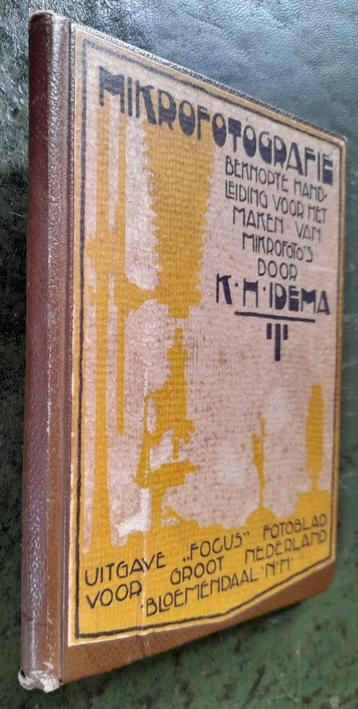 MIKROFOTOGRAFIE
BEKNOPTE HAND-
LEIDING VOOR HET
MAKEN VAN
MIKROFOTO'S
DOOR
K·H·IDEMA
UITGAVE „FOCUS" FOTOBLAD
VOOR GROOT NEDERLAND
·BLOEMENDAAL·N·H·